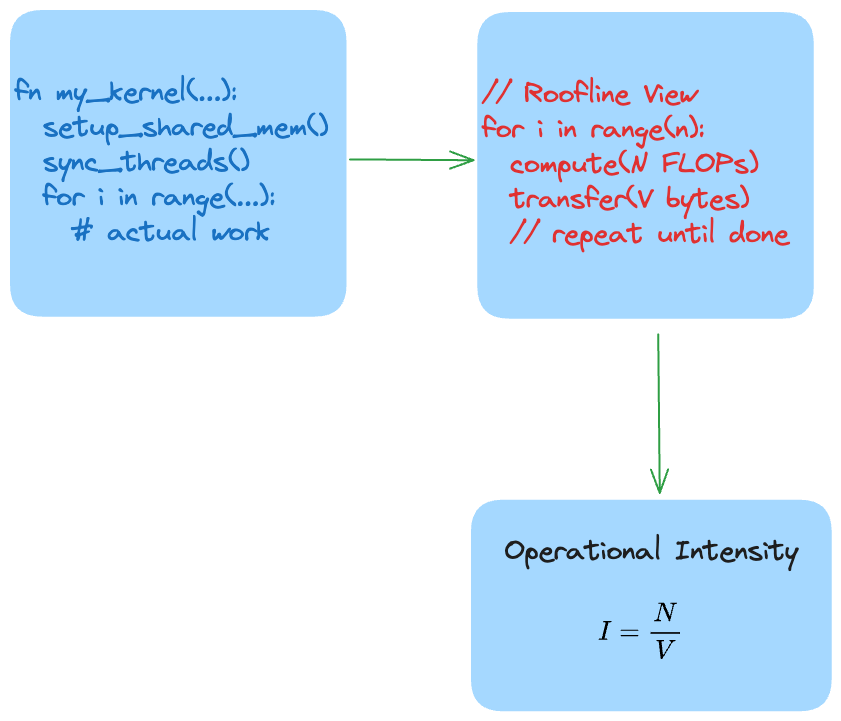 fn my_kernel(...):
setup_shared_mem()
sync_threads()
for i in range(...):
# actual work
// Roofline View
for i in range(n):
compute(N FLOPs)
transfer(V bytes)
// repeat until done
Operational Intensity
I = N/V